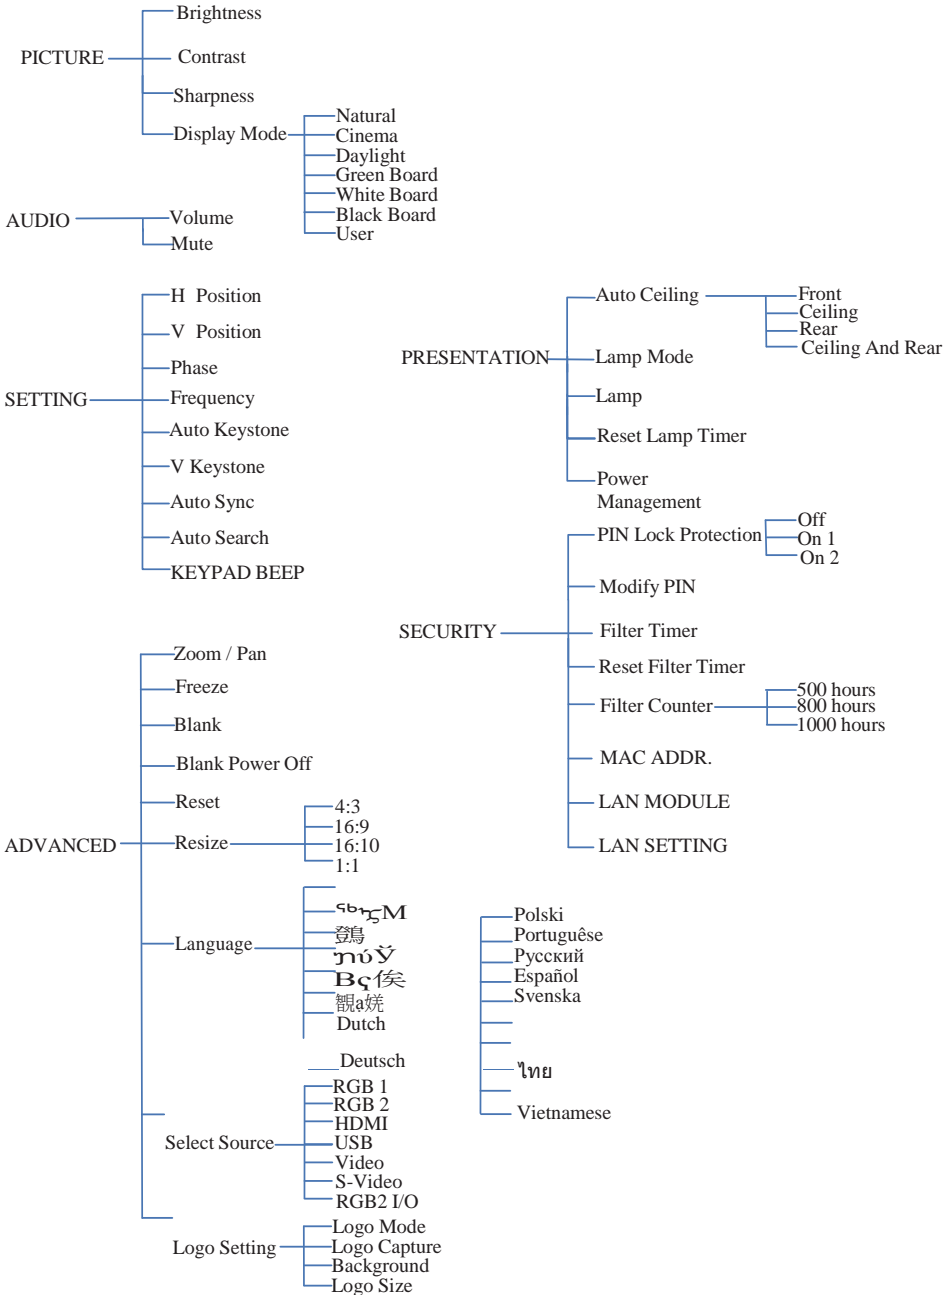 PICTURE
Brightness
Contrast
Sharpness
Display Mode
Natural
Cinema
Daylight
Green Board
White Board
Black Board
User
AUDIO
Volume
Mute
SETTING
H Position
V Position
Phase
Frequency
Auto Keystone
V Keystone
Auto Sync
Auto Search
KEYPAD BEEP
PRESENTATION
Auto Ceiling
Front
Ceiling
Rear
Ceiling And Rear
Lamp Mode
Lamp
Reset Lamp Timer
Power
Management
SECURITY
PIN Lock Protection
Off
On 1
On 2
Modify PIN
Filter Timer
Reset Filter Timer
Filter Counter
500 hours
800 hours
1000 hours
MAC ADDR.
LAN MODULE
LAN SETTING
ADVANCED
Zoom / Pan
Freeze
Blank
Blank Power Off
Reset
Resize
4:3
16:9
16:10
1:1
Language
Dutch
Deutsch
Polski
Portuguêse
Русский
Español
Svenska
ไทย
Vietnamese
Select Source
RGB 1
RGB 2
HDMI
USB
Video
S-Video
RGB2 I/O
Logo Setting
Logo Mode
Logo Capture
Background
Logo Size